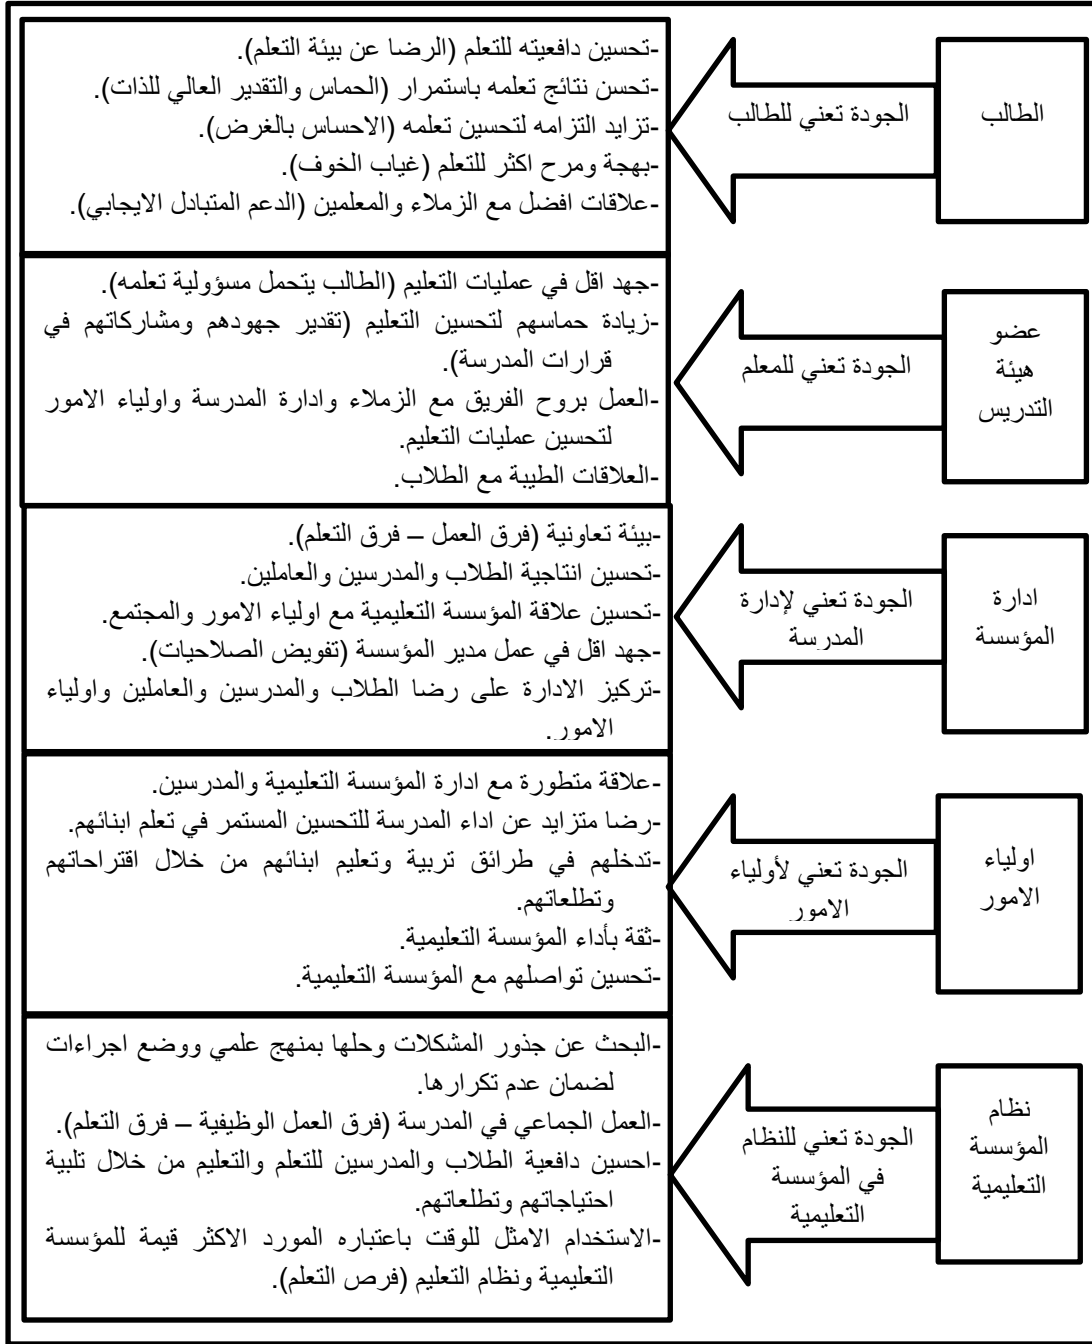 الطالب
الجودة تعني للطالب
-تحسين دافعيته للتعلم (الرضا عن بيئة التعلم).
-تحسن نتائج تعلمه باستمرار (الحماس والتقدير العالي للذات).
-تزايد التزامه لتحسين تعلمه (الاحساس بالغرض).
-بهجة ومرح اكثر للتعلم (غياب الخوف).
-علاقات افضل مع الزملاء والمعلمين (الدعم المتبادل الايجابي).
عضو
هيئة
التدريس
الجودة تعني للمعلم
-جهد اقل في عمليات التعليم (الطالب يتحمل مسؤولية تعلمه).
-زيادة حماسهم لتحسين التعليم (تقدير جهودهم ومشاركاتهم في
قرارات المدرسة).
-العمل بروح الفريق مع الزملاء وادارة المدرسة واولياء الامور
لتحسين عمليات التعليم.
-العلاقات الطيبة مع الطلاب.
ادارة
المؤسسة
الجودة تعني لإدارة
المدرسة
-بيئة تعاونية (فرق العمل – فرق التعلم).
-تحسين انتاجية الطلاب والمدرسين والعاملين.
-تحسين علاقة المؤسسة التعليمية مع اولياء الامور والمجتمع.
-جهد اقل في عمل مدير المؤسسة (تفويض الصلاحيات).
-تركيز الادارة على رضا الطلاب والمدرسين والعاملين واولياء
الامور.
اولياء
الامور
الجودة تعني لأولياء
الامور
-علاقة متطورة مع ادارة المؤسسة التعليمية والمدرسين.
-رضا متزايد عن اداء المدرسة للتحسين المستمر في تعلم ابنائهم.
-تدخلهم في طرائق تربية وتعليم ابنائهم من خلال اقتراحاتهم
وتطلعاتهم.
-ثقة بأداء المؤسسة التعليمية.
-تحسين تواصلهم مع المؤسسة التعليمية.
نظام
المؤسسة
التعليمية
الجودة تعني للنظام
في المؤسسة
التعليمية
-البحث عن جذور المشكلات وحلها بمنهج علمي ووضع اجراءات
لضمان عدم تكرارها.
-العمل الجماعي في المدرسة (فرق العمل الوظيفية – فرق التعلم).
-احسين دافعية الطلاب والمدرسين للتعلم والتعليم من خلال تلبية
احتياجاتهم وتطلعاتهم.
-الاستخدام الامثل للوقت باعتباره المورد الاكثر قيمة للمؤسسة
التعليمية ونظام التعليم (فرص التعلم).